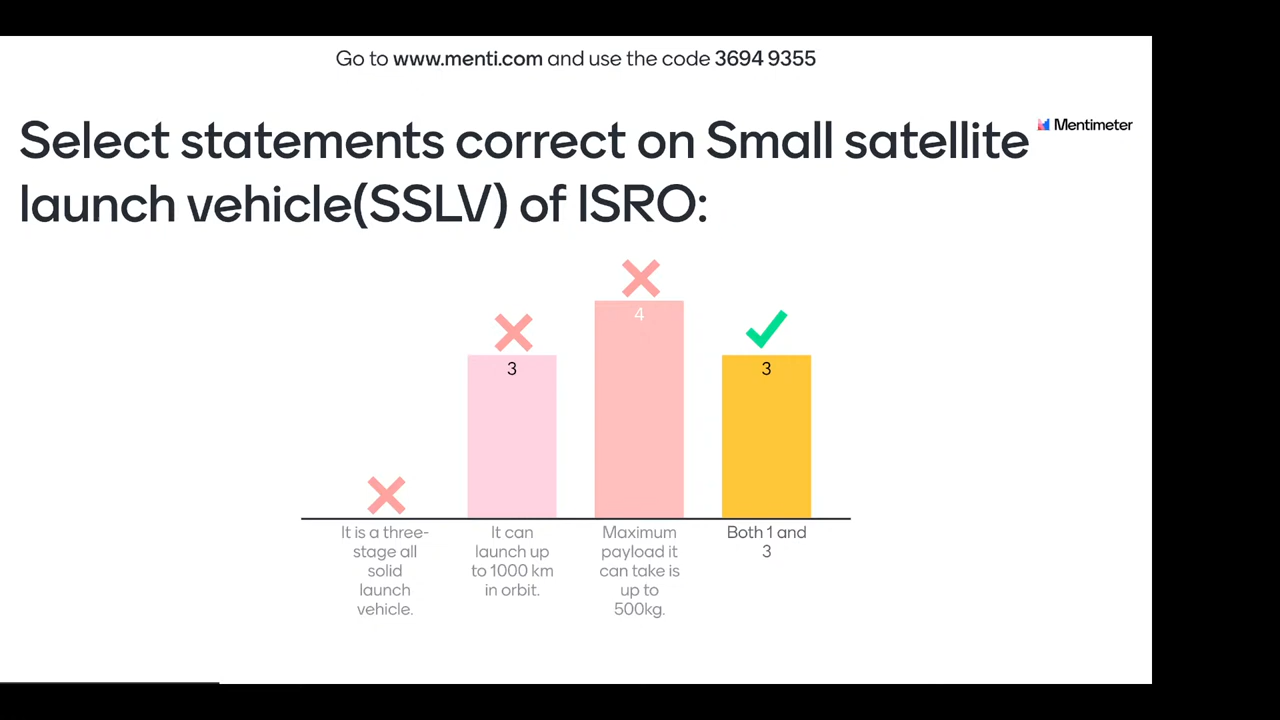 Go to www.menti.com and use the code 3694 9355
Select statements correct on Small satellite
launch vehicle(SSLV) of ISRO:
Mentimeter
3
4
3
It is a three-
stage all
solid
launch
vehicle.
It can
launch up
to 1000 km
in orbit.
Maximum
payload it
can take is
up to
500kg.
Both 1 and
3